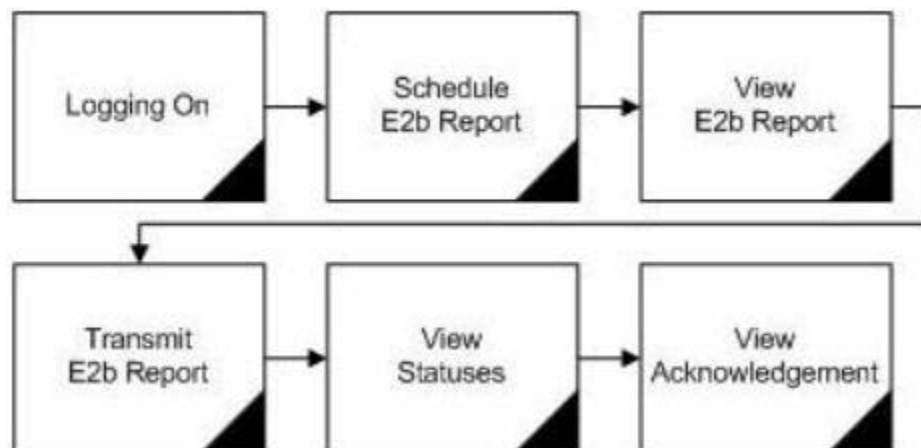 Logging On
Schedule
E2b Report
View
E2b Report
Transmit
E2b Report
View
Statuses
View
Acknowledgement